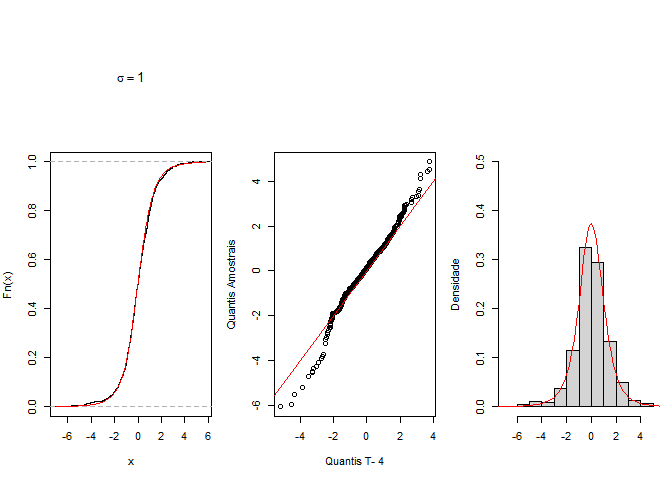 σ = 1
Fn(x)
0.0 0.2 0.4 0.6 0.8 1.0
-6 -4 -2 0 2 4 6
x
Quantis Amostrais
-6 -4 -2 0 2 4
-2 0 2 4
Quantis T- 4
Densidade
0.0 0.1 0.2 0.3 0.4 0.5
-6 -4 -2 0 2 4